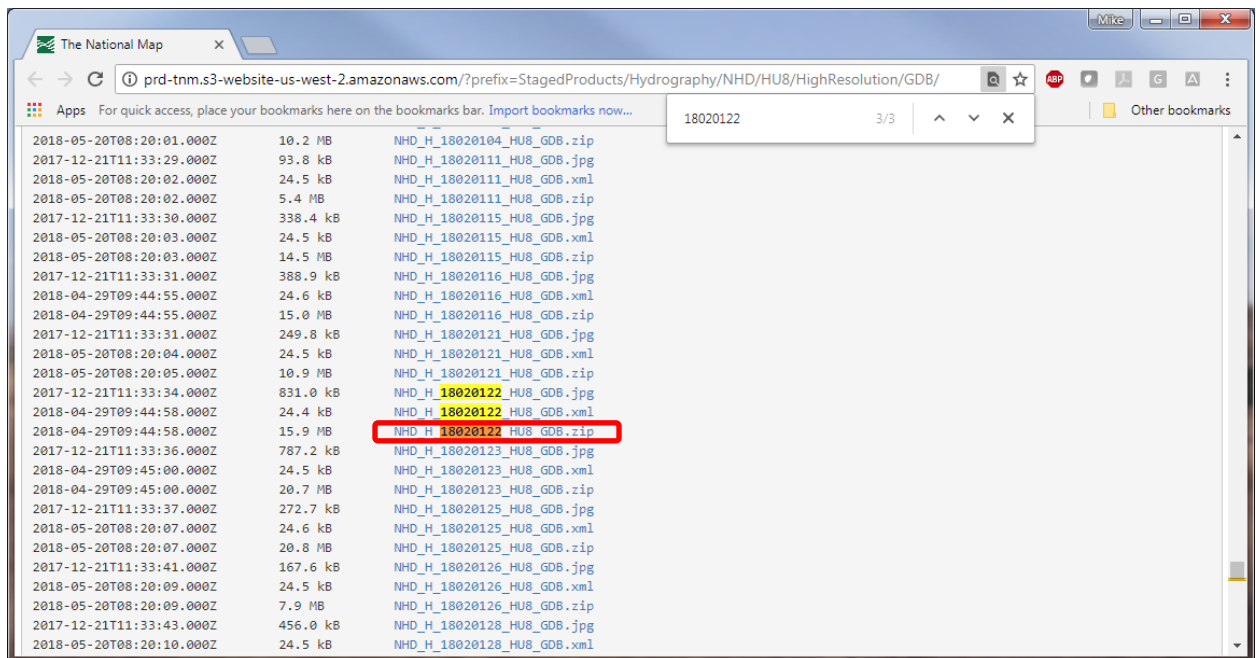 Mike
The National Map
prd-tnm.s3-website-us-west-2.amazonaws.com/?prefix=StagedProducts/Hydrography/NHD/HU8/HighResolution/GDB/
ABP
G
A
Apps For quick access, place your bookmarks here on the bookmarks bar. Import bookmarks now...
18020122 3/3
Other bookmarks
2018-05-20T08:20:01.000Z 10.2 MB NHD_H_18020104_HU8_GDB.zip
2017-12-21T11:33:29.000Z 93.8 kB NHD_H_18020111_HU8_GDB.jpg
2018-05-20T08:20:02.000Z 24.5 kB NHD_H_18020111_HU8_GDB.xml
2018-05-20T08:20:02.000Z 5.4 MB NHD_H_18020111_HU8_GDB.zip
2017-12-21T11:33:30.000Z 338.4 kB NHD_H_18020115_HU8_GDB.jpg
2018-05-20T08:20:03.000Z 24.5 kB NHD_H_18020115_HU8_GDB.xml
2018-05-20T08:20:03.000Z 14.5 MB NHD_H_18020115_HU8_GDB.zip
2017-12-21T11:33:31.000Z 388.9 kB NHD_H_18020116_HU8_GDB.jpg
2018-04-29T09:44:55.000Z 24.6 kB NHD_H_18020116_HU8_GDB.xml
2018-04-29T09:44:55.000Z 15.0 MB NHD_H_18020116_HU8_GDB.zip
2017-12-21T11:33:31.000Z 249.8 kB NHD_H_18020121_HU8_GDB.jpg
2018-05-20T08:20:04.000Z 24.5 kB NHD_H_18020121_HU8_GDB.xml
2018-05-20T08:20:05.000Z 10.9 MB NHD_H_18020121_HU8_GDB.zip
2017-12-21T11:33:34.000Z 831.0 kB NHD_H_18020122_HU8_GDB.jpg
2018-04-29T09:44:58.000Z 24.4 kB NHD_H_18020122_HU8_GDB.xml
2018-04-29T09:44:58.000Z 15.9 MB NHD_H_18020122_HU8_GDB.zip
2017-12-21T11:33:36.000Z 787.2 kB NHD_H_18020123_HU8_GDB.jpg
2018-04-29T09:45:00.000Z 24.5 kB NHD_H_18020123_HU8_GDB.xml
2018-04-29T09:45:00.000Z 20.7 MB NHD_H_18020123_HU8_GDB.zip
2017-12-21T11:33:37.000Z 272.7 kB NHD_H_18020125_HU8_GDB.jpg
2018-05-20T08:20:07.000Z 24.6 kB NHD_H_18020125_HU8_GDB.xml
2018-05-20T08:20:07.000Z 20.8 MB NHD_H_18020125_HU8_GDB.zip
2017-12-21T11:33:41.000Z 167.6 kB NHD_H_18020126_HU8_GDB.jpg
2018-05-20T08:20:09.000Z 24.5 kB NHD_H_18020126_HU8_GDB.xml
2018-05-20T08:20:09.000Z 7.9 MB NHD_H_18020126_HU8_GDB.zip
2017-12-21T11:33:43.000Z 456.0 kB NHD_H_18020128_HU8_GDB.jpg
2018-05-20T08:20:10.000Z 24.5 kB NHD_H_18020128_HU8_GDB.xml